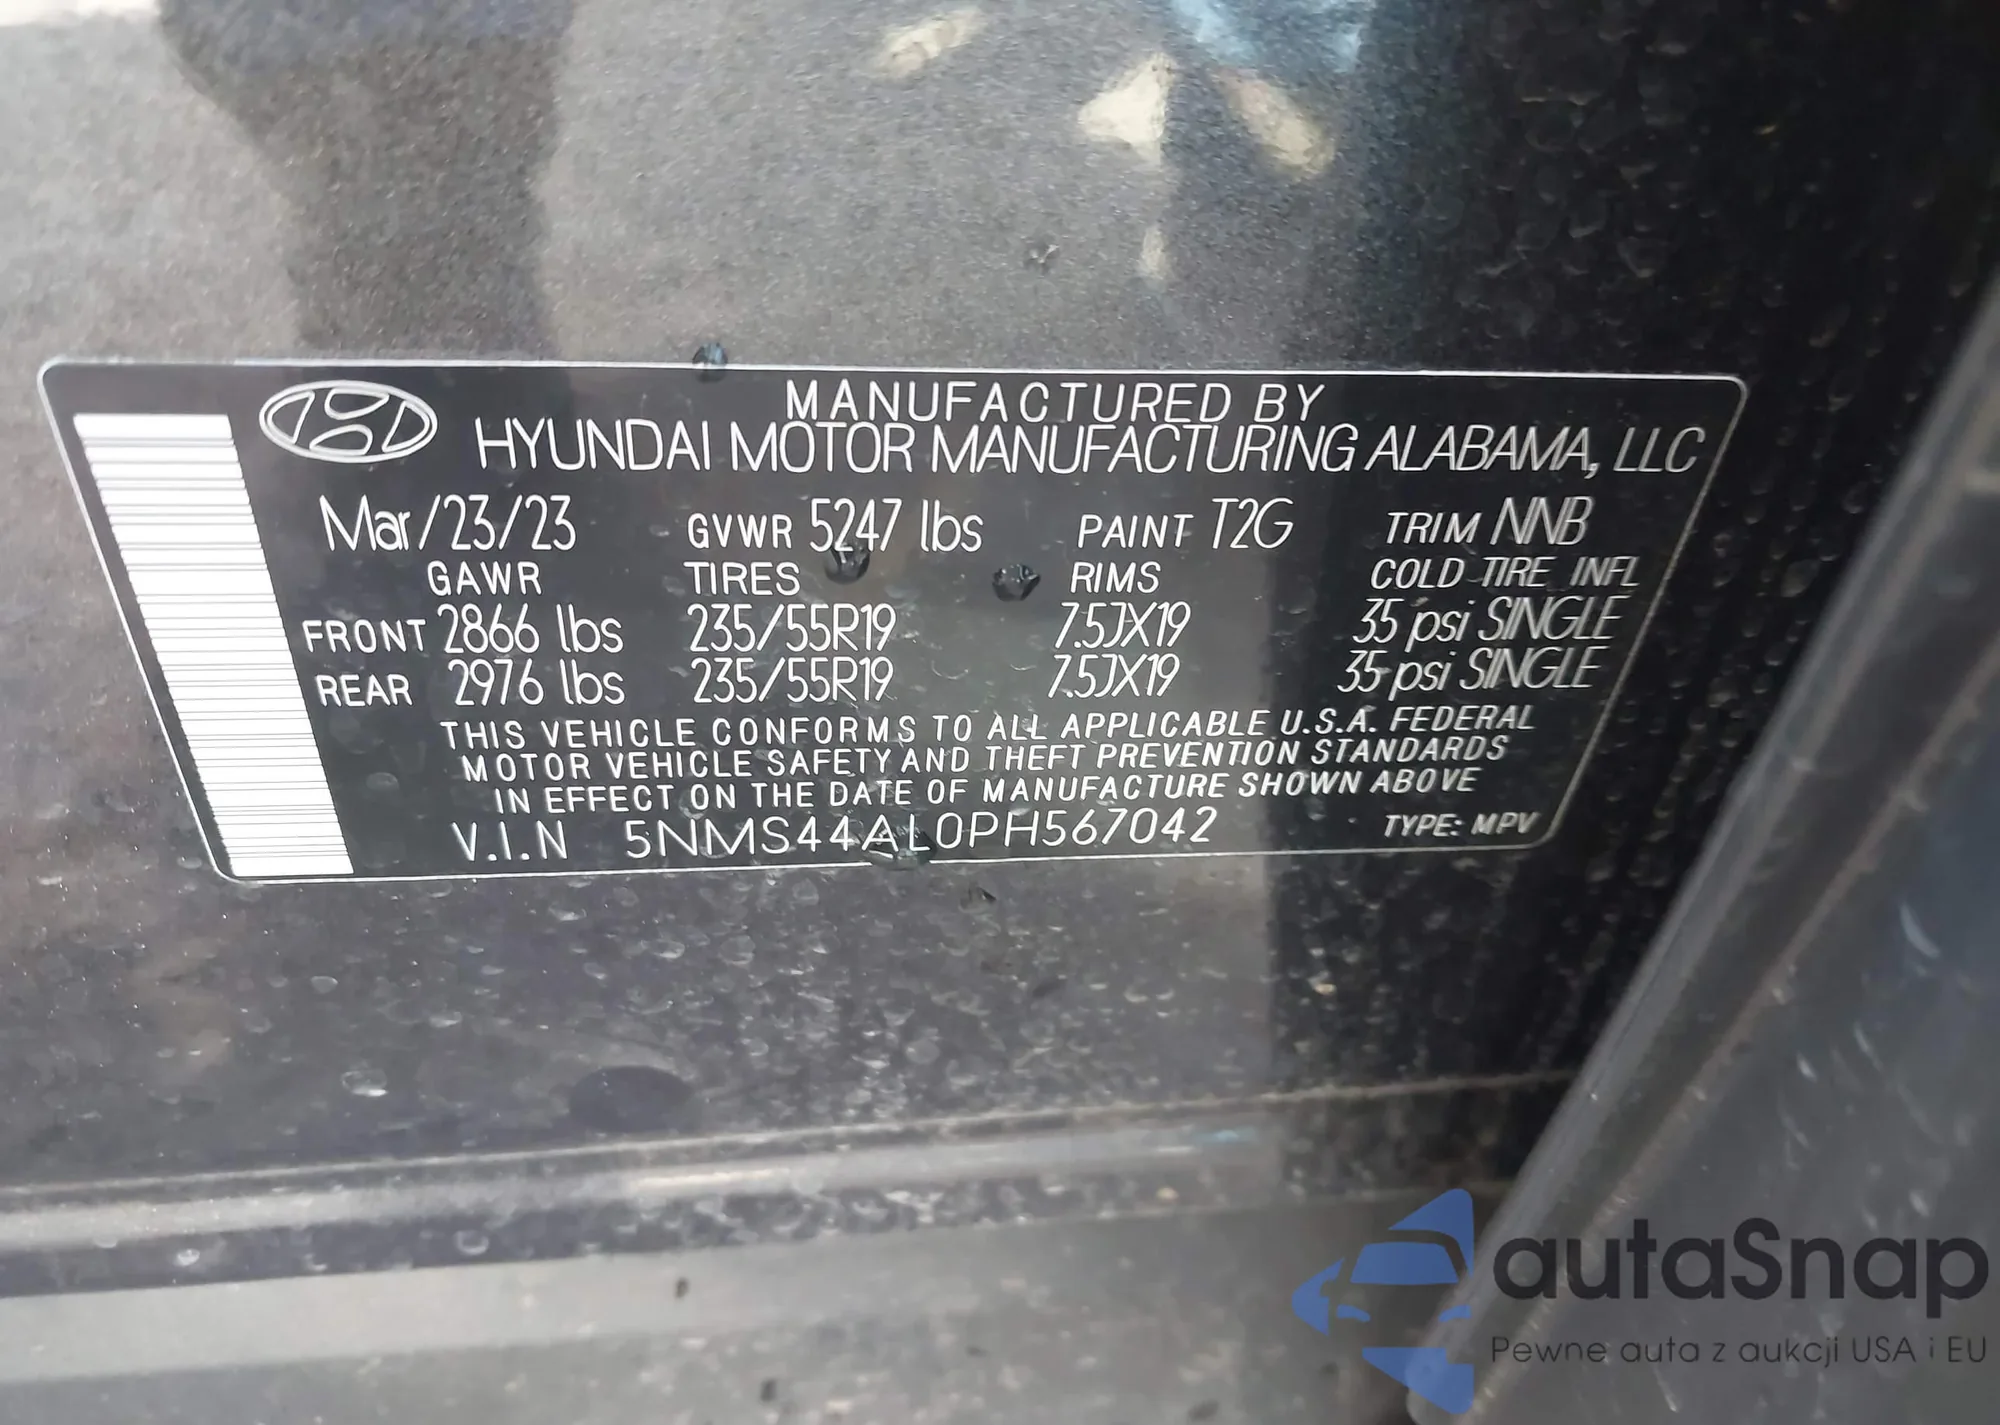 MANUFACTURED BY
HYUNDAI MOTOR MANUFACTURING ALABAMA, LLC
Mar/23/23 GVWR 5247 lbs PAINT T2G TRIM NNB
GAWR TIRES RIMS COLD TIRE INFL
FRONT 2866 lbs 235/55R19 7.5JX19 35 psi SINGLE
REAR 2976 lbs 235/55R19 7.5JX19 35 psi SINGLE
THIS VEHICLE CONFORMS TO ALL APPLICABLE U.S.A. FEDERAL
MOTOR VEHICLE SAFETY AND THEFT PREVENTION STANDARDS
IN EFFECT ON THE DATE OF MANUFACTURE SHOWN ABOVE
V.I.N 5NMS44AL0PH567042 TYPE: MPV
autaSnap
Pewne auta z aukcji USA i EU